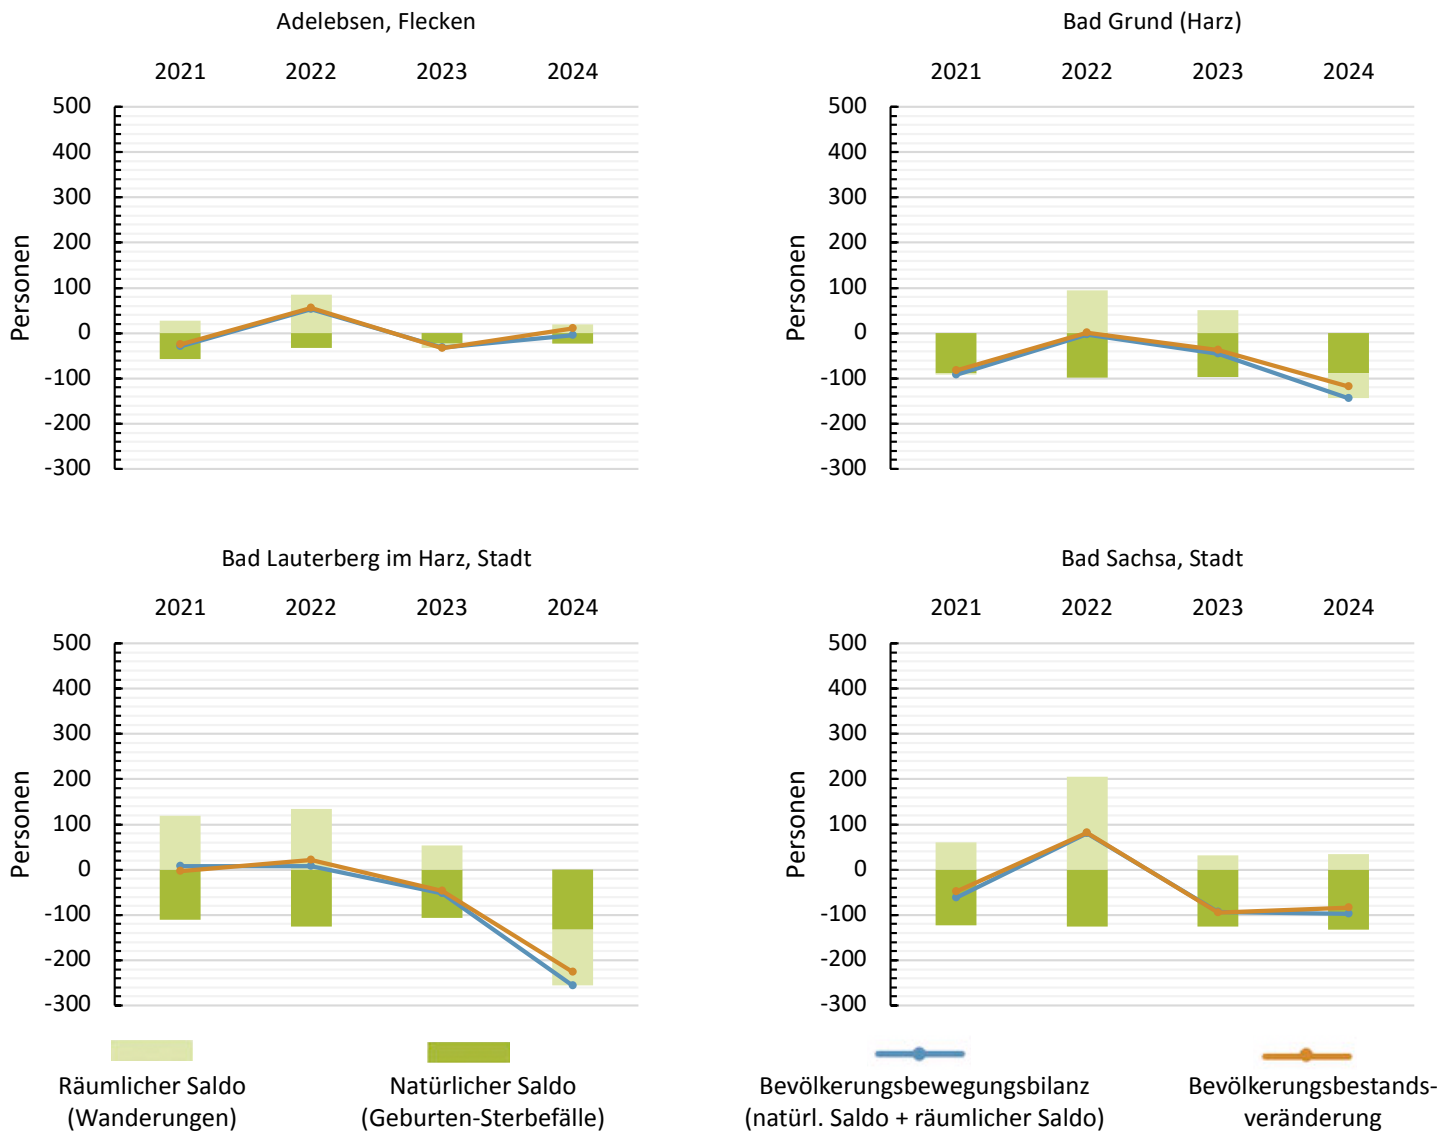 Adelebsen, Flecken
2021 2022 2023 2024
500
400
300
200
100
0
-100
-200
-300
Personen
Bad Grund (Harz)
2021 2022 2023 2024
500
400
300
200
100
0
-100
-200
-300
Personen
Bad Lauterberg im Harz, Stadt
2021 2022 2023 2024
500
400
300
200
100
0
-100
-200
-300
Personen
Bad Sachsa, Stadt
2021 2022 2023 2024
500
400
300
200
100
0
-100
-200
-300
Personen
Räumlicher Saldo
(Wanderungen)
Natürlicher Saldo
(Geburten-Sterbefälle)
Bevölkerungsbewegungsbilanz
(natürl. Saldo + räumlicher Saldo)
Bevölkerungsbestands-
veränderung